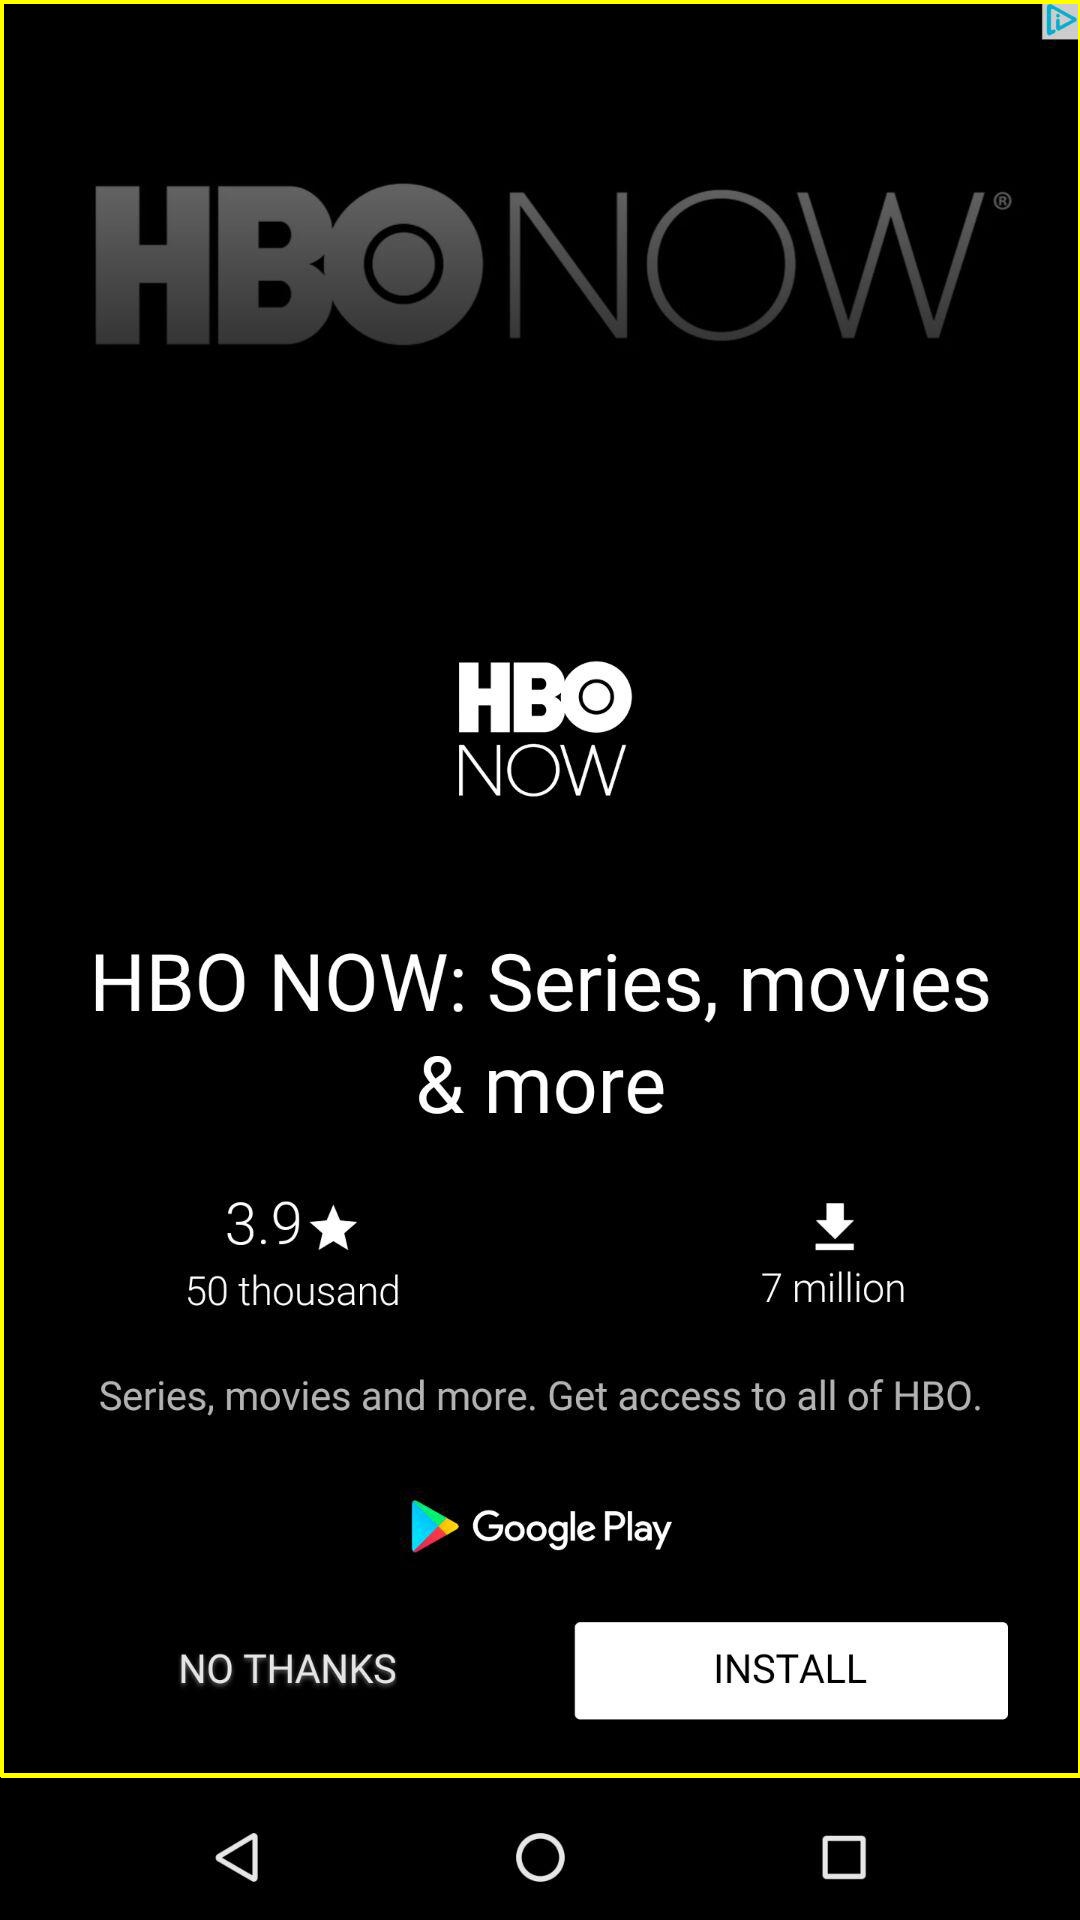 HBO NOW®
HBO
NOW
HBO NOW: Series, movies
& more
3.9
50 thousand
7 million
Series, movies and more. Get access to all of HBO.
Google Play
NO THANKS
INSTALL